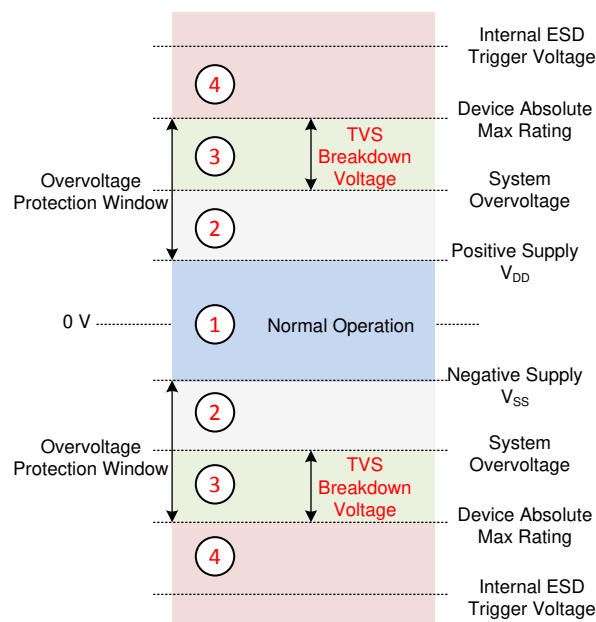 Internal ESD
Trigger Voltage
4
Device Absolute
Max Rating
TVS
Breakdown
Voltage
3
Overvoltage
Protection Window
System
Overvoltage
2
Positive Supply
VDD
0 V
1
Normal Operation
Negative Supply
VSS
2
System
Overvoltage
Overvoltage
Protection Window
TVS
Breakdown
Voltage
3
Device Absolute
Max Rating
4
Internal ESD
Trigger Voltage